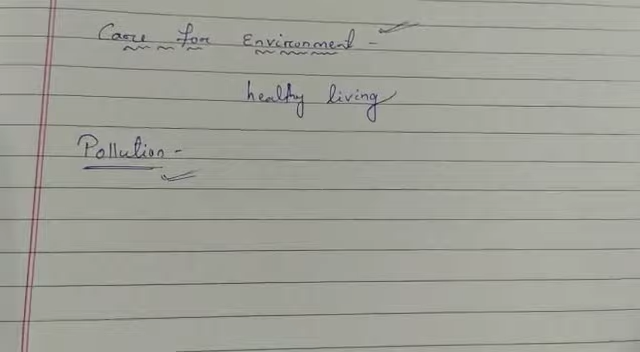 Care for Environment -
healthy living
Pollution -